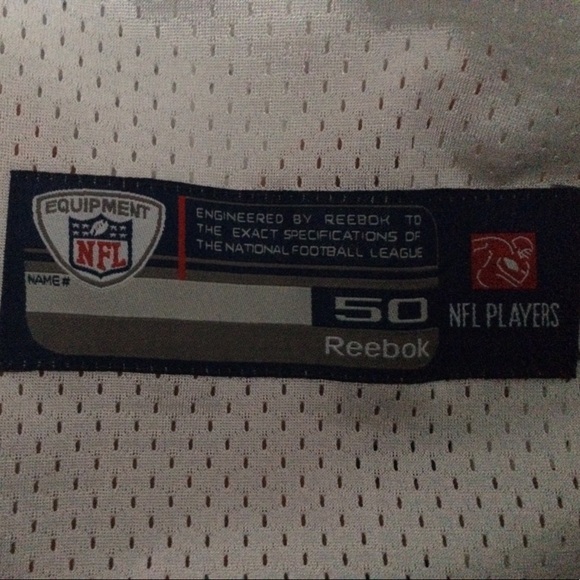 EQUIPMENT
NFL
ENGINEERED BY REEBOK TO
THE EXACT SPECIFICATIONS OF
THE NATIONAL FOOTBALL LEAGUE
NAME #
50
Reebok
NFL PLAYERS